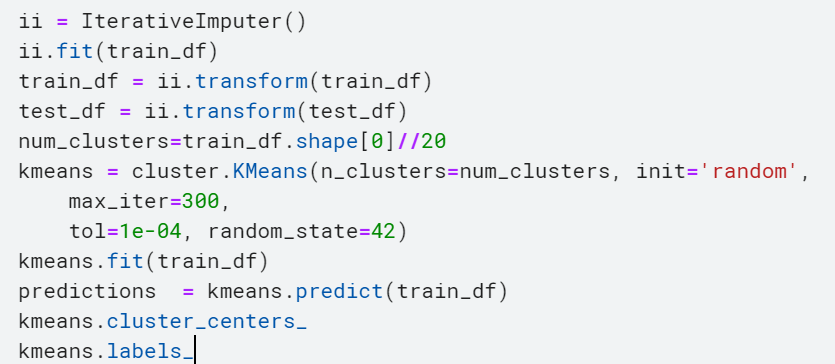 ii = IterativeImputer()
ii.fit(train_df)
train_df = ii.transform(train_df)
test_df = ii.transform(test_df)
num_clusters=train_df.shape[0]//20
kmeans = cluster.KMeans(n_clusters=num_clusters, init='random',
    max_iter=300,
    tol=1e-04, random_state=42)
kmeans.fit(train_df)
predictions  = kmeans.predict(train_df)
kmeans.cluster_centers_
kmeans.labels_